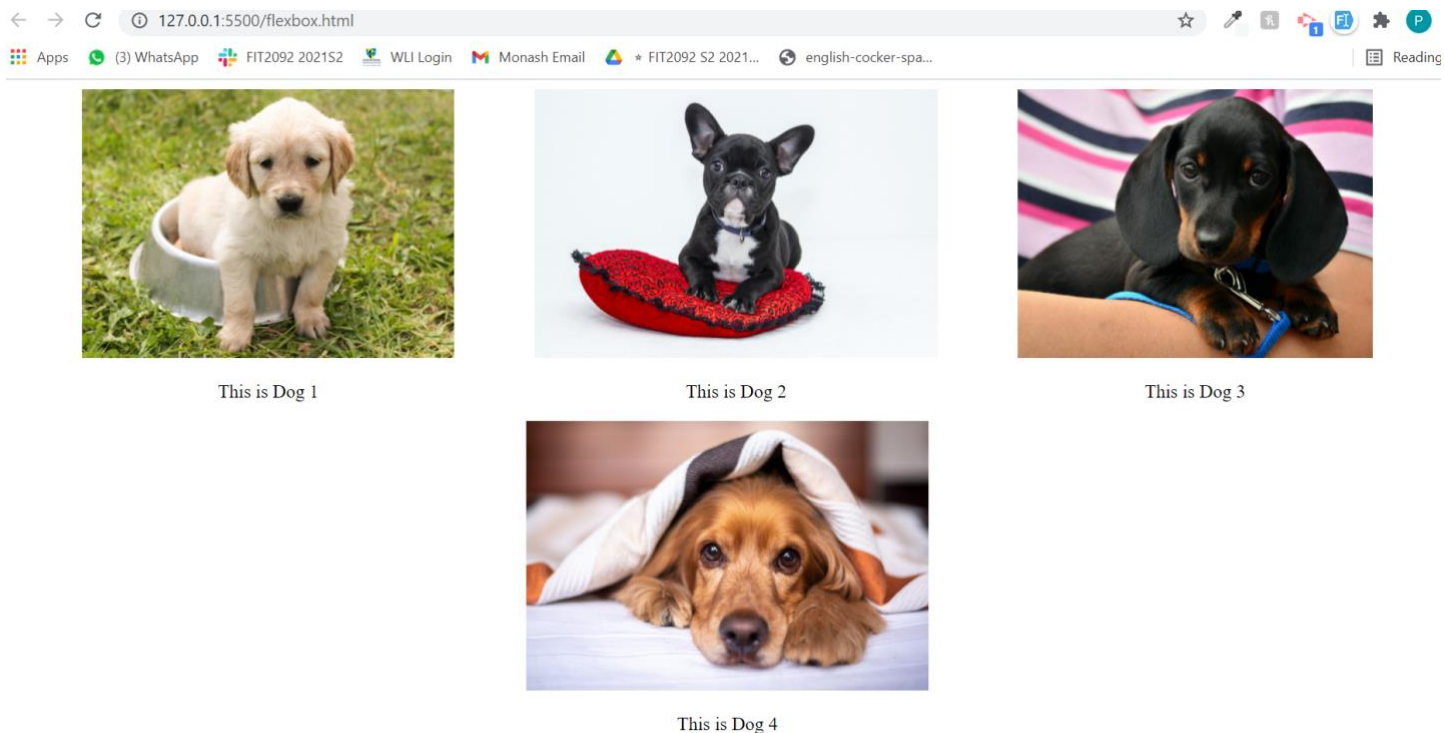 127.0.0.1:5500/flexbox.html
P
1
Apps (3) WhatsApp FIT2092 2021S2 WLI Login Monash Email * FIT2092 S2 2021... english-cocker-spa... Reading
This is Dog 1 This is Dog 2 This is Dog 3
This is Dog 4